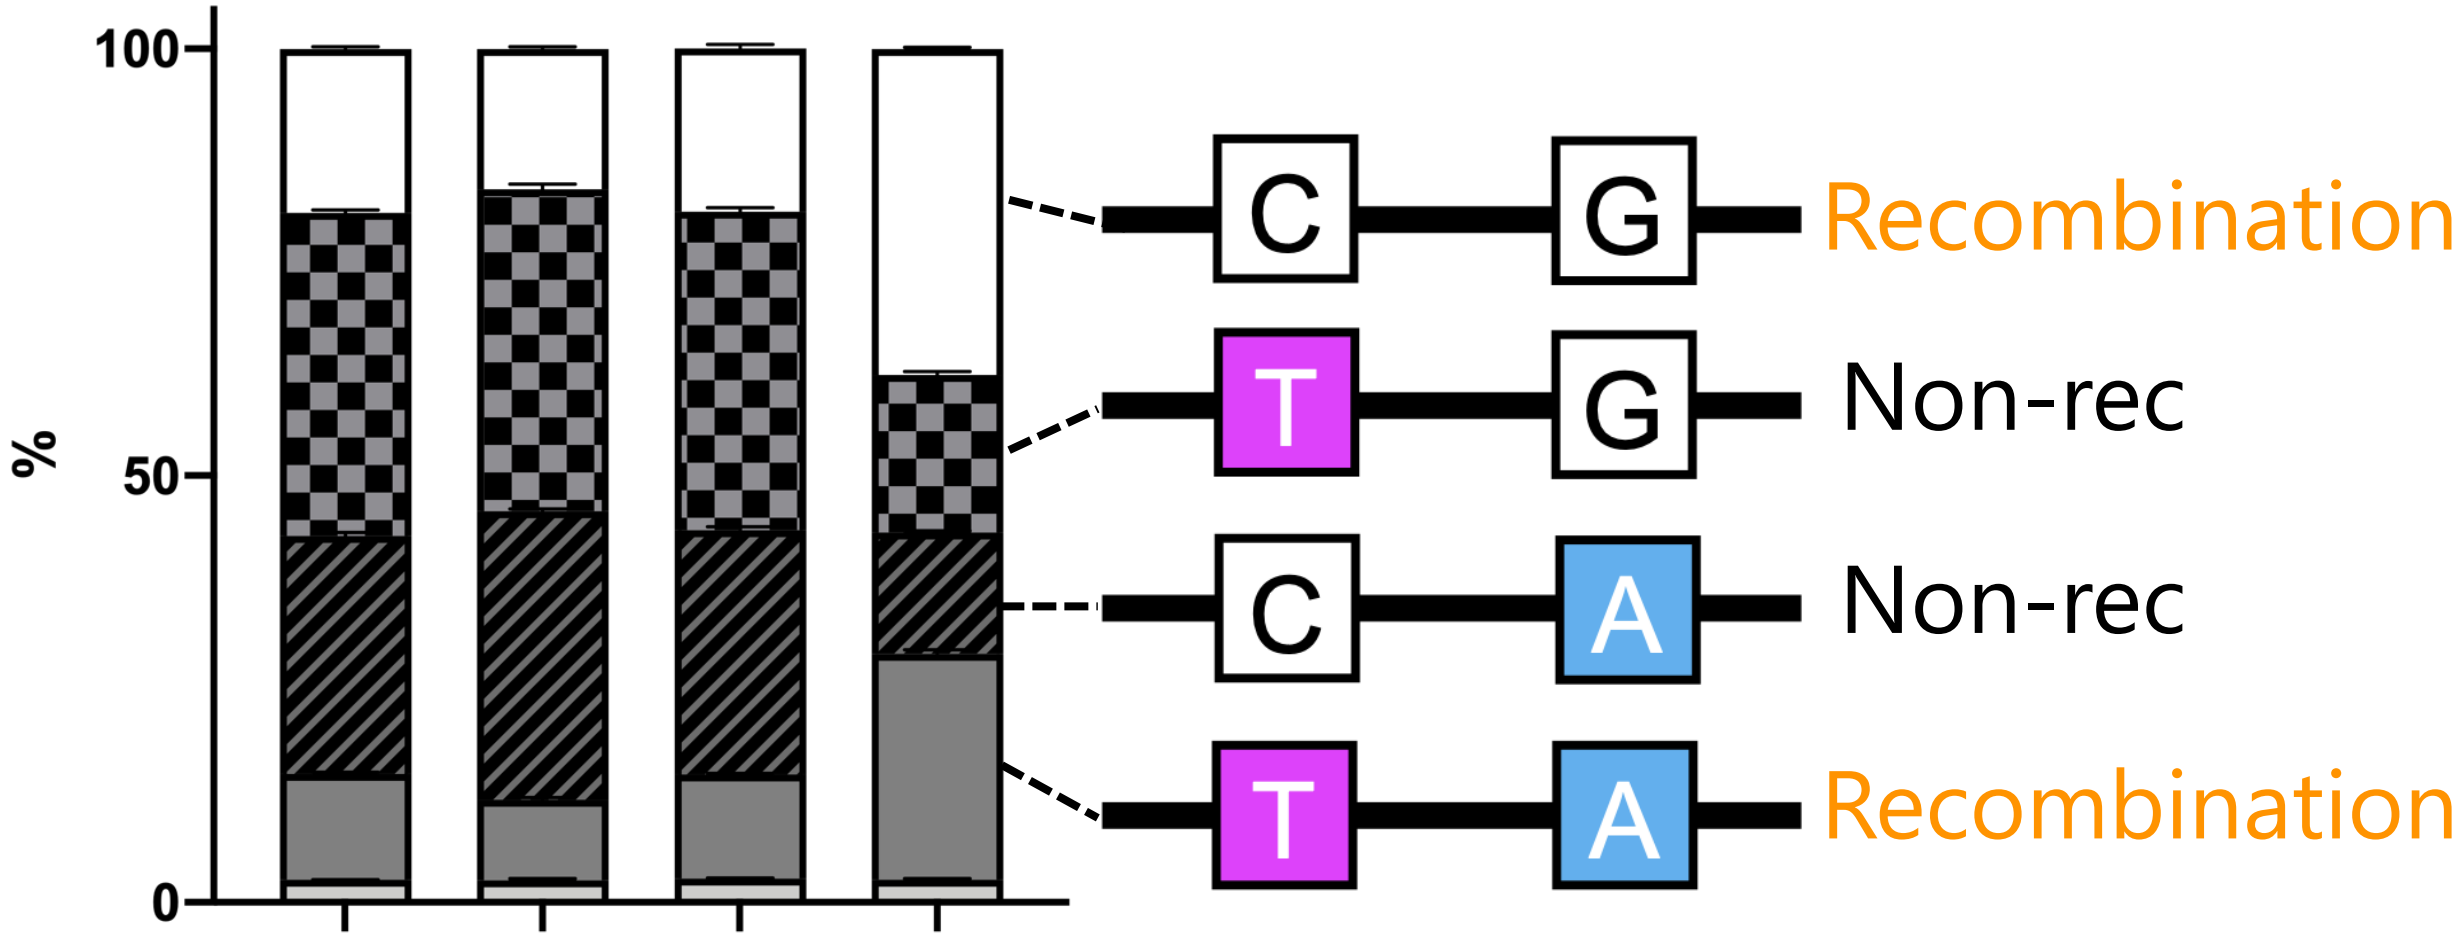 100
50
0
%
C G Recombination
T G Non-rec
C A Non-rec
T A Recombination